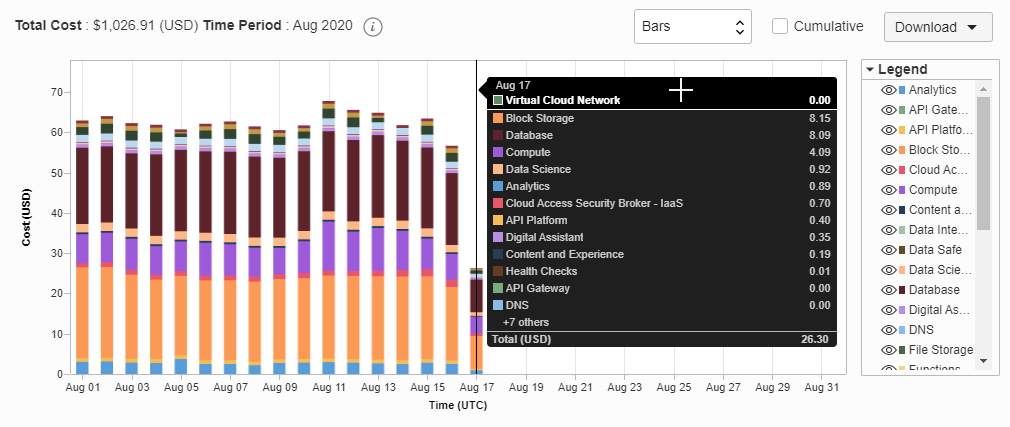 Total Cost : $1,026.91 (USD) Time Period : Aug 2020
Bars
Cumulative
Download
Cost (USD)
70
60
50
40
30
20
10
0
Aug 01 Aug 03 Aug 05 Aug 07 Aug 09 Aug 11 Aug 13 Aug 15 Aug 17 Aug 19 Aug 21 Aug 23 Aug 25 Aug 27 Aug 29 Aug 31
Time (UTC)
Aug 17
Virtual Cloud Network 0.00
Block Storage 8.15
Database 8.09
Compute 4.09
Data Science 0.92
Analytics 0.89
Cloud Access Security Broker - IaaS 0.70
API Platform 0.40
Digital Assistant 0.35
Content and Experience 0.19
Health Checks 0.01
API Gateway 0.00
DNS 0.00
+7 others
Total (USD) 26.30
Legend
Analytics
API Gate...
API Platfo...
Block Sto...
Cloud Ac...
Compute
Content a...
Data Inte...
Data Safe
Data Scie...
Database
Digital As...
DNS
File Storage
Functions